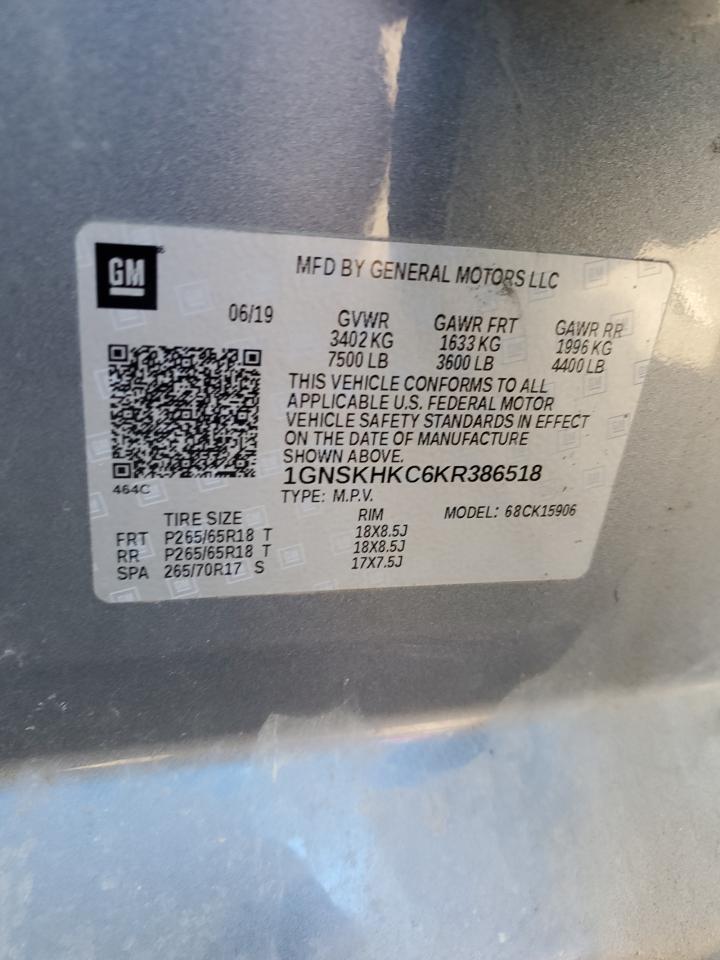 GM
MFD BY GENERAL MOTORS LLC
06/19 GVWR GAWR FRT GAWR RR
3402 KG 1633 KG 1996 KG
7500 LB 3600 LB 4400 LB
THIS VEHICLE CONFORMS TO ALL
APPLICABLE U.S. FEDERAL MOTOR
VEHICLE SAFETY STANDARDS IN EFFECT
ON THE DATE OF MANUFACTURE
SHOWN ABOVE.
464C
1GNSKHKC6KR386518
TYPE: M.P.V.
TIRE SIZE RIM MODEL: 68CK15906
FRT P265/65R18 T 18X8.5J
RR P265/65R18 T 18X8.5J
SPA 265/70R17 S 17X7.5J